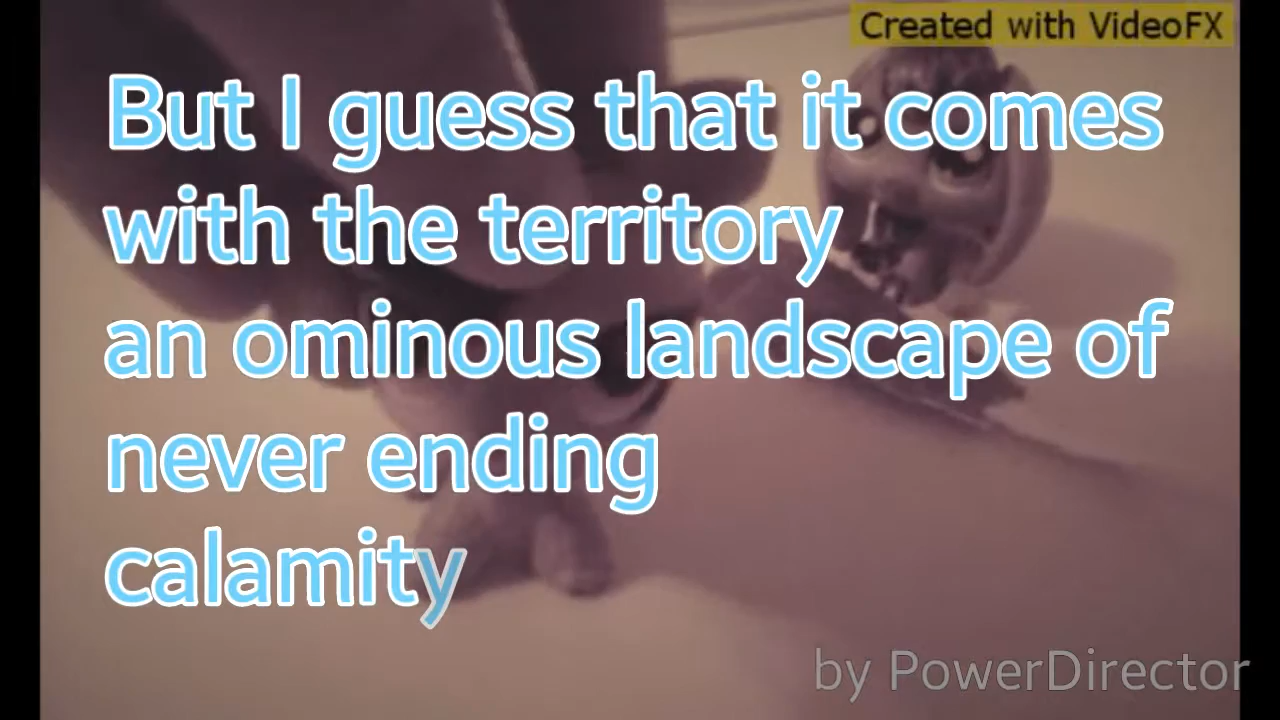 Created with VideoFX
But I guess that it comes
with the territory
an ominous landscape of
never ending
calamity
by PowerDirector